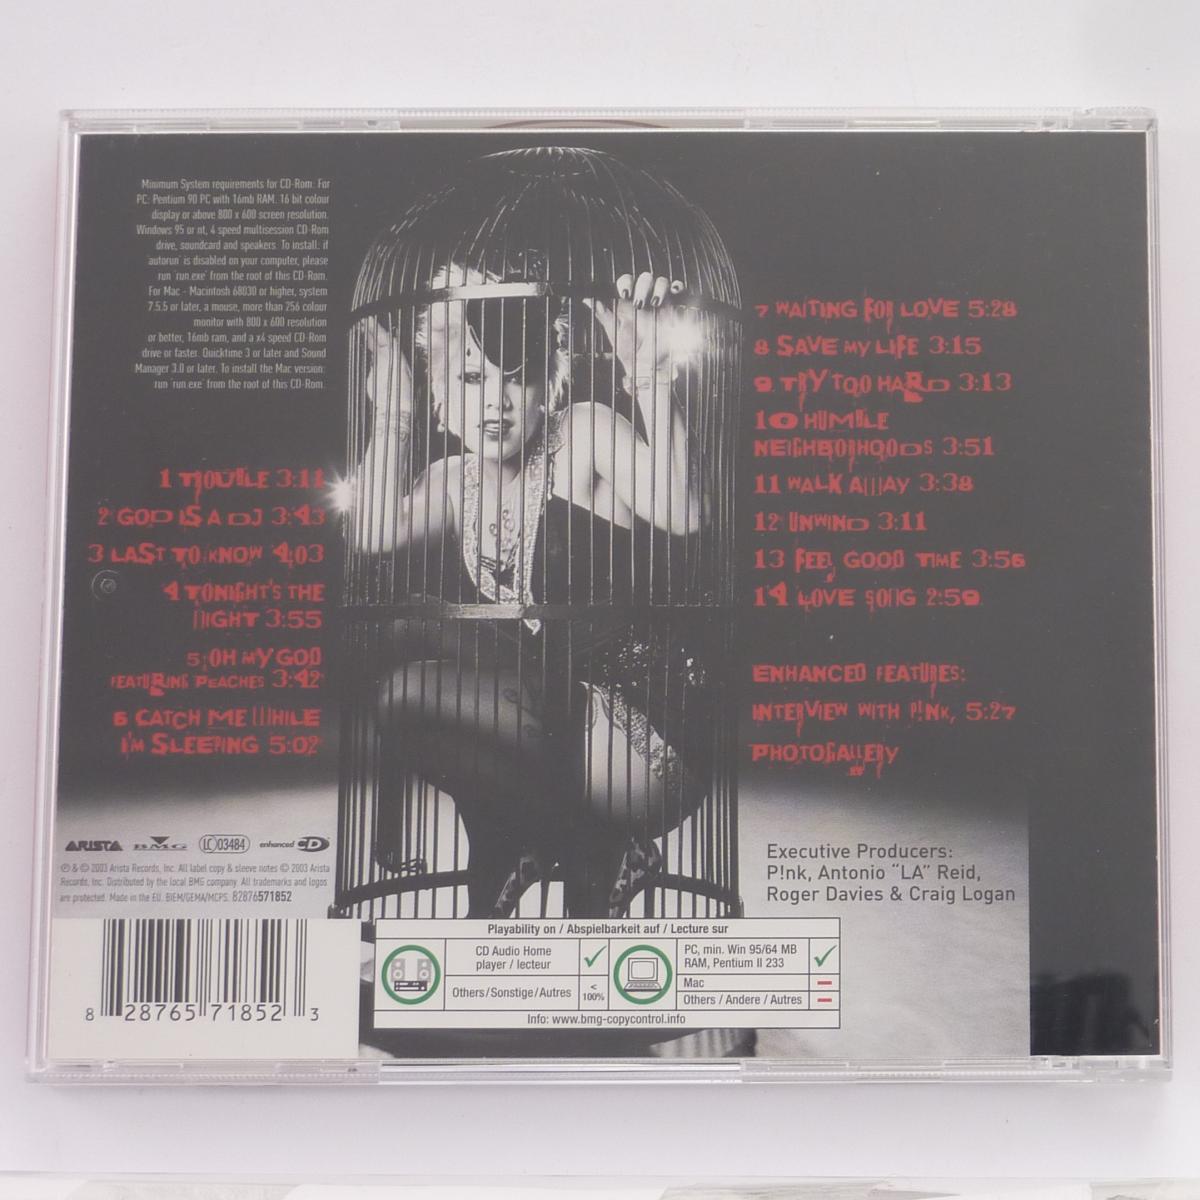 Minimum System requirements for CD-Rom. For
PC: Pentium 90 PC with 16mb RAM. 16 bit colour
display or above 800 x 600 screen resolution.
Windows 95 or nt, 4 speed multisession CD-Rom
drive, soundcard and speakers. To install: if
'autorun' is disabled on your computer, please
run 'run.exe' from the root of this CD-Rom.
For Mac - Macintosh 68030 or higher, system
7.5.5 or later, a mouse, more than 256 colour
monitor with 800 x 600 resolution
or better, 16mb ram, and a x4 speed CD-Rom
drive or faster. Quicktime 3 or later and Sound
Manager 3.0 or later. To install the Mac version:
run 'run.exe' from the root of this CD-Rom.
1 TROUBLE 3:11
2 GOD IS A DJ 3:43
3 LAST TO KNOW 4:03
4 TONIGHT'S THE
NIGHT 3:55
5 OH MY GOD
FEATURING PEACHES 3:42
6 CATCH ME WHILE
I'M SLEEPING 5:02
7 WAITING FOR LOVE 5:28
8 SAVE MY LIFE 3:15
9 TRY TOO HARD 3:13
10 HUMBLE
NEIGHBORHOODS 3:51
11 WALK AWAY 3:38
12 UNWIND 3:11
13 FEEL GOOD TIME 3:56
14 LOVE SONG 2:59
ENHANCED FEATURES:
INTERVIEW WITH P!NK, 5:27
PHOTOGALLERY
Executive Producers:
P!nk, Antonio "LA" Reid,
Roger Davies & Craig Logan
ARISTA BMG LC 03484 enhanced CD
℗ & © 2003 Arista Records, Inc. All label copy & sleeve notes © 2003 Arista
Records, Inc. Distributed by the local BMG company. All trademarks and logos
are protected. Made in the EU. BIEM/GEMA/MCPS. 82876571852
8 28765 71852 3
Playability on / Abspielbarkeit auf / Lecture sur
CD Audio Home
player / lecteur
Others/Sonstige/Autres
<
100%
PC, min. Win 95/64 MB
RAM, Pentium II 233
Mac
Others / Andere / Autres
Info: www.bmg-copycontrol.info